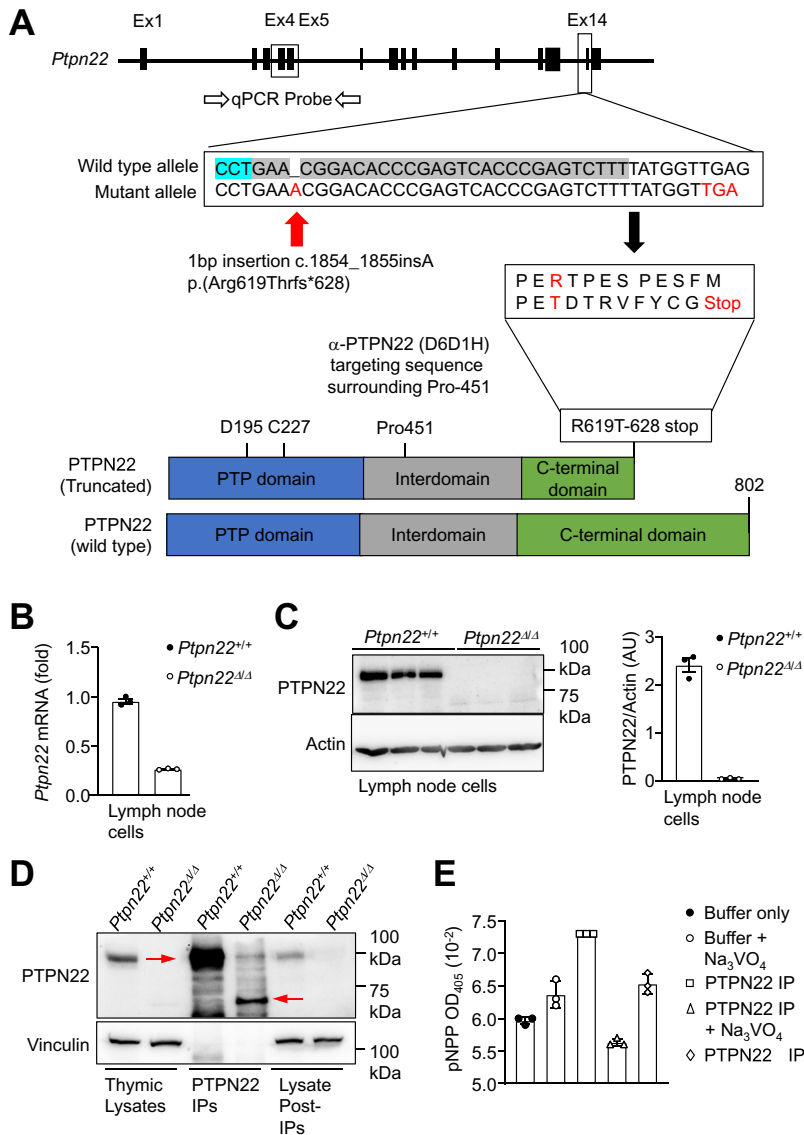 A
Ex1 Ex4 Ex5 Ex14
Ptpn22
qPCR Probe
Wild type allele CCTGAA_CGGACACCCGAGTCACCCGAGTCTTTTATGGTTGAG
Mutant allele CCTGAAACGGACACCCGAGTCACCCGAGTCTTTTATGGTTGA
1bp insertion c.1854_1855insA
p.(Arg619Thrfs*628)
P E R T P E S P E S F M
P E T D T R V F Y C G Stop
α-PTPN22 (D6D1H)
targeting sequence
surrounding Pro-451
R619T-628 stop
D195 C227 Pro451
PTPN22
(Truncated)
PTP domain Interdomain C-terminal domain
802
PTPN22
(wild type)
PTP domain Interdomain C-terminal domain
B
Ptpn22 mRNA (fold)
1.5
1.0
0.5
0.0
Ptpn22+/+
PtpnΔ/Δ
Lymph node
cells
C
Ptpn22+/+ Ptpn22Δ/Δ
PTPN22
Actin
100
kDa
75
kDa
Lymph node cells
PTPN22/Actin (AU)
3
2
1
0
Ptpn22+/+
Ptpn22Δ/Δ
Lymph node
cells
D
Ptpn22+/+ Ptpn22Δ/Δ Ptpn22+/+ Ptpn22Δ/Δ Ptpn22+/+ Ptpn22Δ/Δ
PTPN22
100
kDa
75
kDa
Vinculin
100
kDa
Thymic
Lysates
PTPN22
IPs
Lysate
Post-
IPs
E
pNPP OD405 (10-2)
7.5
7.0
6.5
6.0
5.5
5.0
Buffer only
Buffer +
Na3VO4
PTPN22 IP
PTPN22 IP
+ Na3VO4
PTPN22 IP